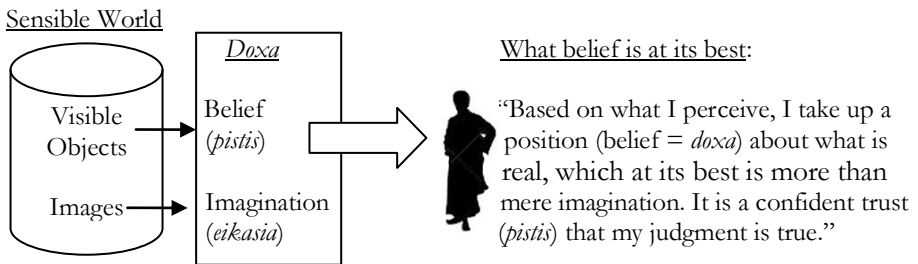 Sensible World
Visible
Objects
Images
Doxa
Belief
(pistis)
Imagination
(eikasia)
What belief is at its best:
“Based on what I perceive, I take up a
position (belief = doxa) about what is
real, which at its best is more than
mere imagination. It is a confident trust
(pistis) that my judgment is true.”